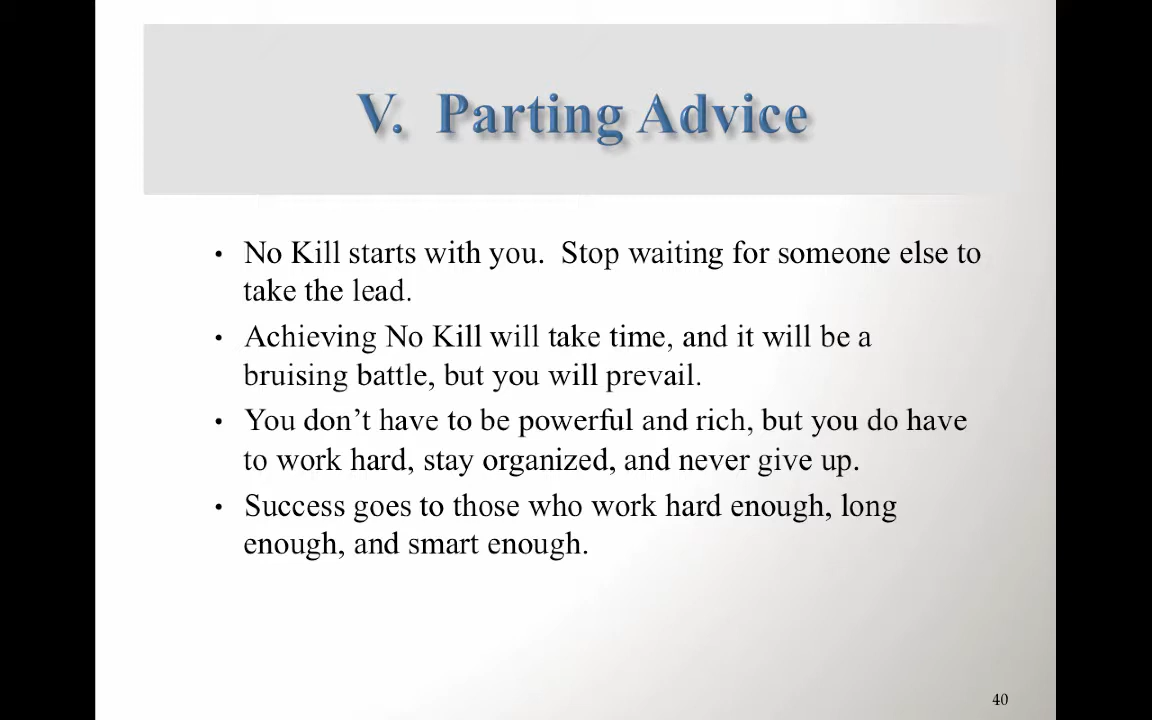 V. Parting Advice
• No Kill starts with you. Stop waiting for someone else to
take the lead.
• Achieving No Kill will take time, and it will be a
bruising battle, but you will prevail.
• You don’t have to be powerful and rich, but you do have
to work hard, stay organized, and never give up.
• Success goes to those who work hard enough, long
enough, and smart enough.
40